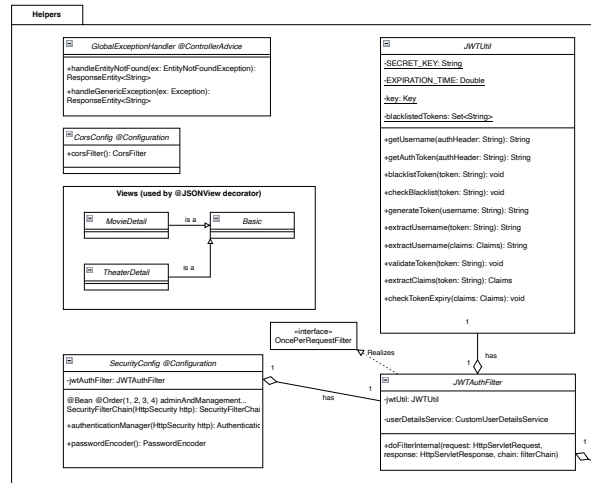 Helpers
GlobalExceptionHandler @ControllerAdvice
+handleEntityNotFound(ex: EntityNotFoundException):
ResponseEntity<String>
+handleGenericException(ex: Exception):
ResponseEntity<String>
CorsConfig @Configuration
+corsFilter(): CorsFilter
Views (used by @JSONView decorator)
MovieDetail
is a
Basic
TheaterDetail
is a
JWTUtil
-SECRET_KEY: String
-EXPIRATION_TIME: Double
-key: Key
-blacklistedTokens: Set<String>
+getUsername(authHeader: String): String
+getAuthToken(authHeader: String): String
+blacklistToken(token: String): void
+checkBlacklist(token: String): void
+generateToken(username: String): String
+extractUsername(token: String): String
+extractUsername(claims: Claims): String
+validateToken(token: String): void
+extractClaims(token: String): Claims
+checkTokenExpiry(claims: Claims): void
1
has
1
«interface»
OncePerRequestFilter
Realizes
SecurityConfig @Configuration
-jwtAuthFilter: JWTAuthFilter
@Bean @Order(1, 2, 3, 4) adminAndManagement...
SecurityFilterChain(HttpSecurity http): SecurityFilterChai
+authenticationManager(HttpSecurity http): Authenticatic
+passwordEncoder(): PasswordEncoder
1
has
1
JWTAuthFilter
-jwtUtil: JWTUtil
-userDetailsService: CustomUserDetailsService
+doFilterInternal(request: HttpServletRequest,
response: HttpServletResponse, chain: filterChain)
1